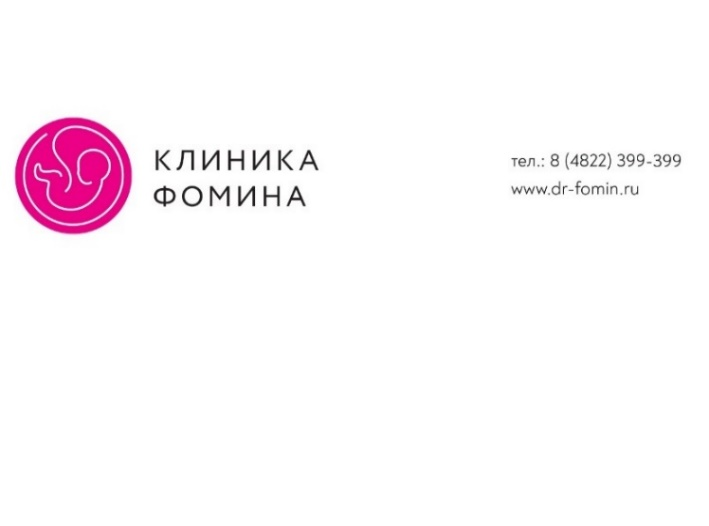 КЛИНИКА
ФОМИНА
тел.: 8 (4822) 399-399
www.dr-fomin.ru